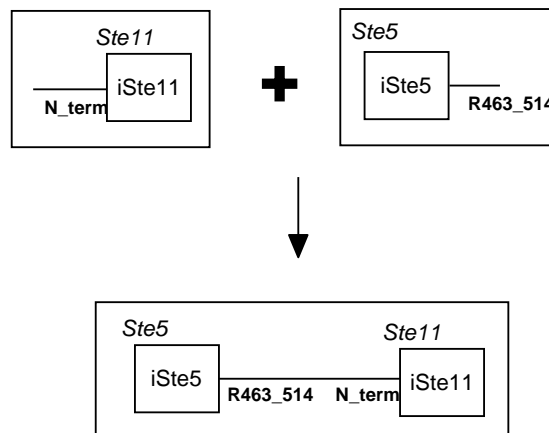 Ste11
iSte11
N_term
Ste5
iSte5
R463_514
Ste5
iSte5
R463_514 N_term
Ste11
iSte11